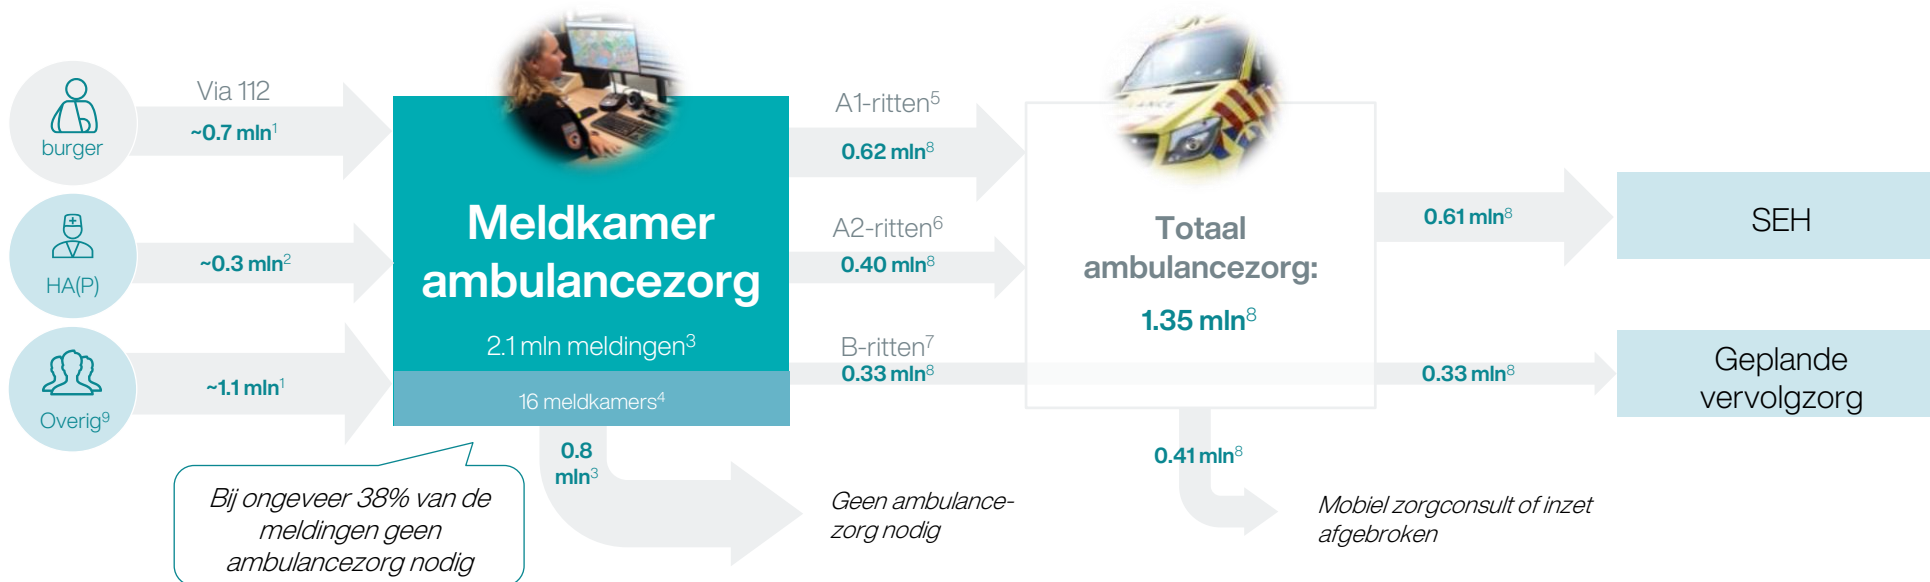 burger
Via 112
~0.7 mln¹
HA(P)
~0.3 mln²
Overig⁹
~1.1 mln¹
Meldkamer
ambulancezorg
2.1 mln meldingen³
16 meldkamers⁴
Bij ongeveer 38% van de
meldingen geen
ambulancezorg nodig
0.8
mln³
Geen ambulance-
zorg nodig
A1-ritten⁵
0.62 mln⁸
A2-ritten⁶
0.40 mln⁸
B-ritten⁷
0.33 mln⁸
Totaal
ambulancezorg:
1.35 mln⁸
0.41 mln⁸
Mobiel zorgconsult of inzet
afgebroken
0.61 mln⁸
SEH
0.33 mln⁸
Geplande
vervolgzorg